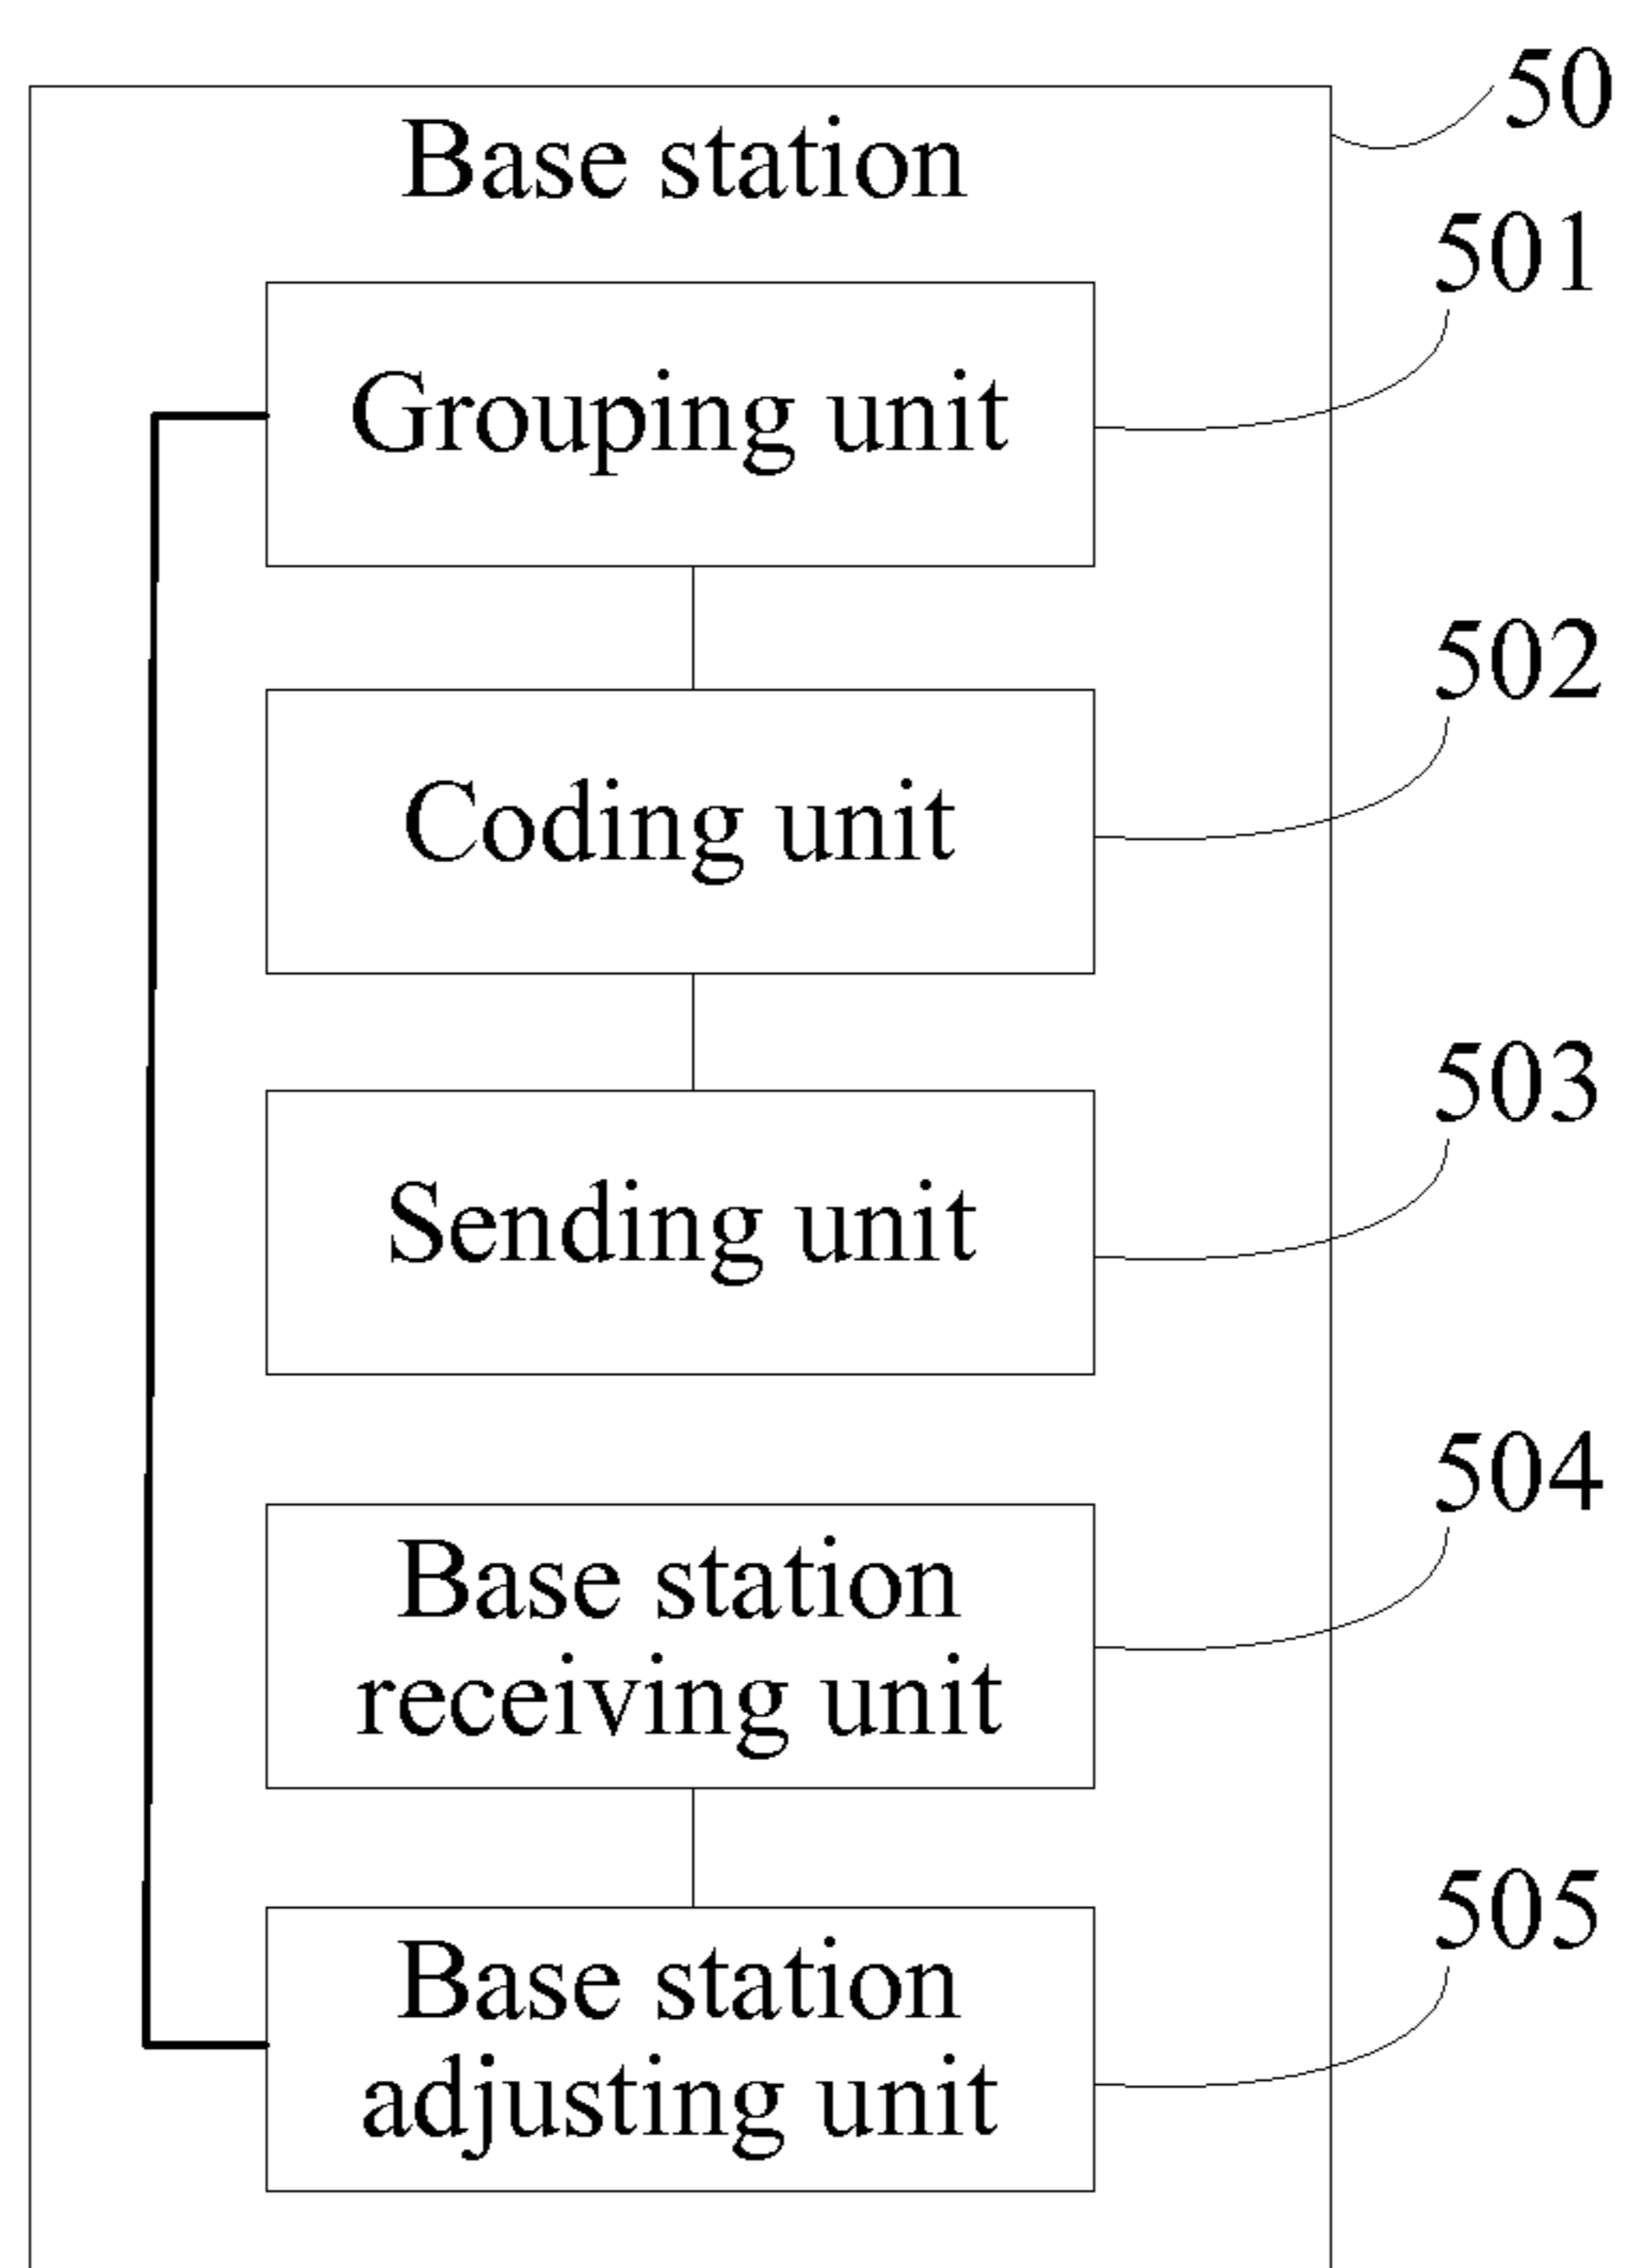 50
Base station
501
Grouping unit
502
Coding unit
503
Sending unit
504
Base station
receiving unit
505
Base station
adjusting unit